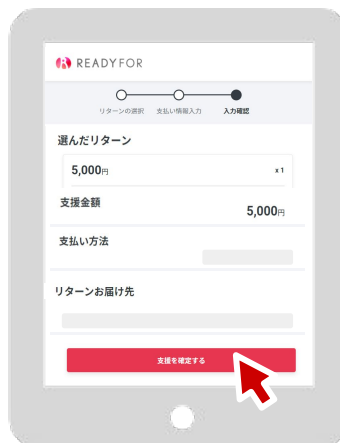 READYFOR
リターンの選択 支払い情報入力 入力確認
選んだリターン
5,000円 x 1
支援金額
5,000円
支払い方法
リターンお届け先
支援を確定する